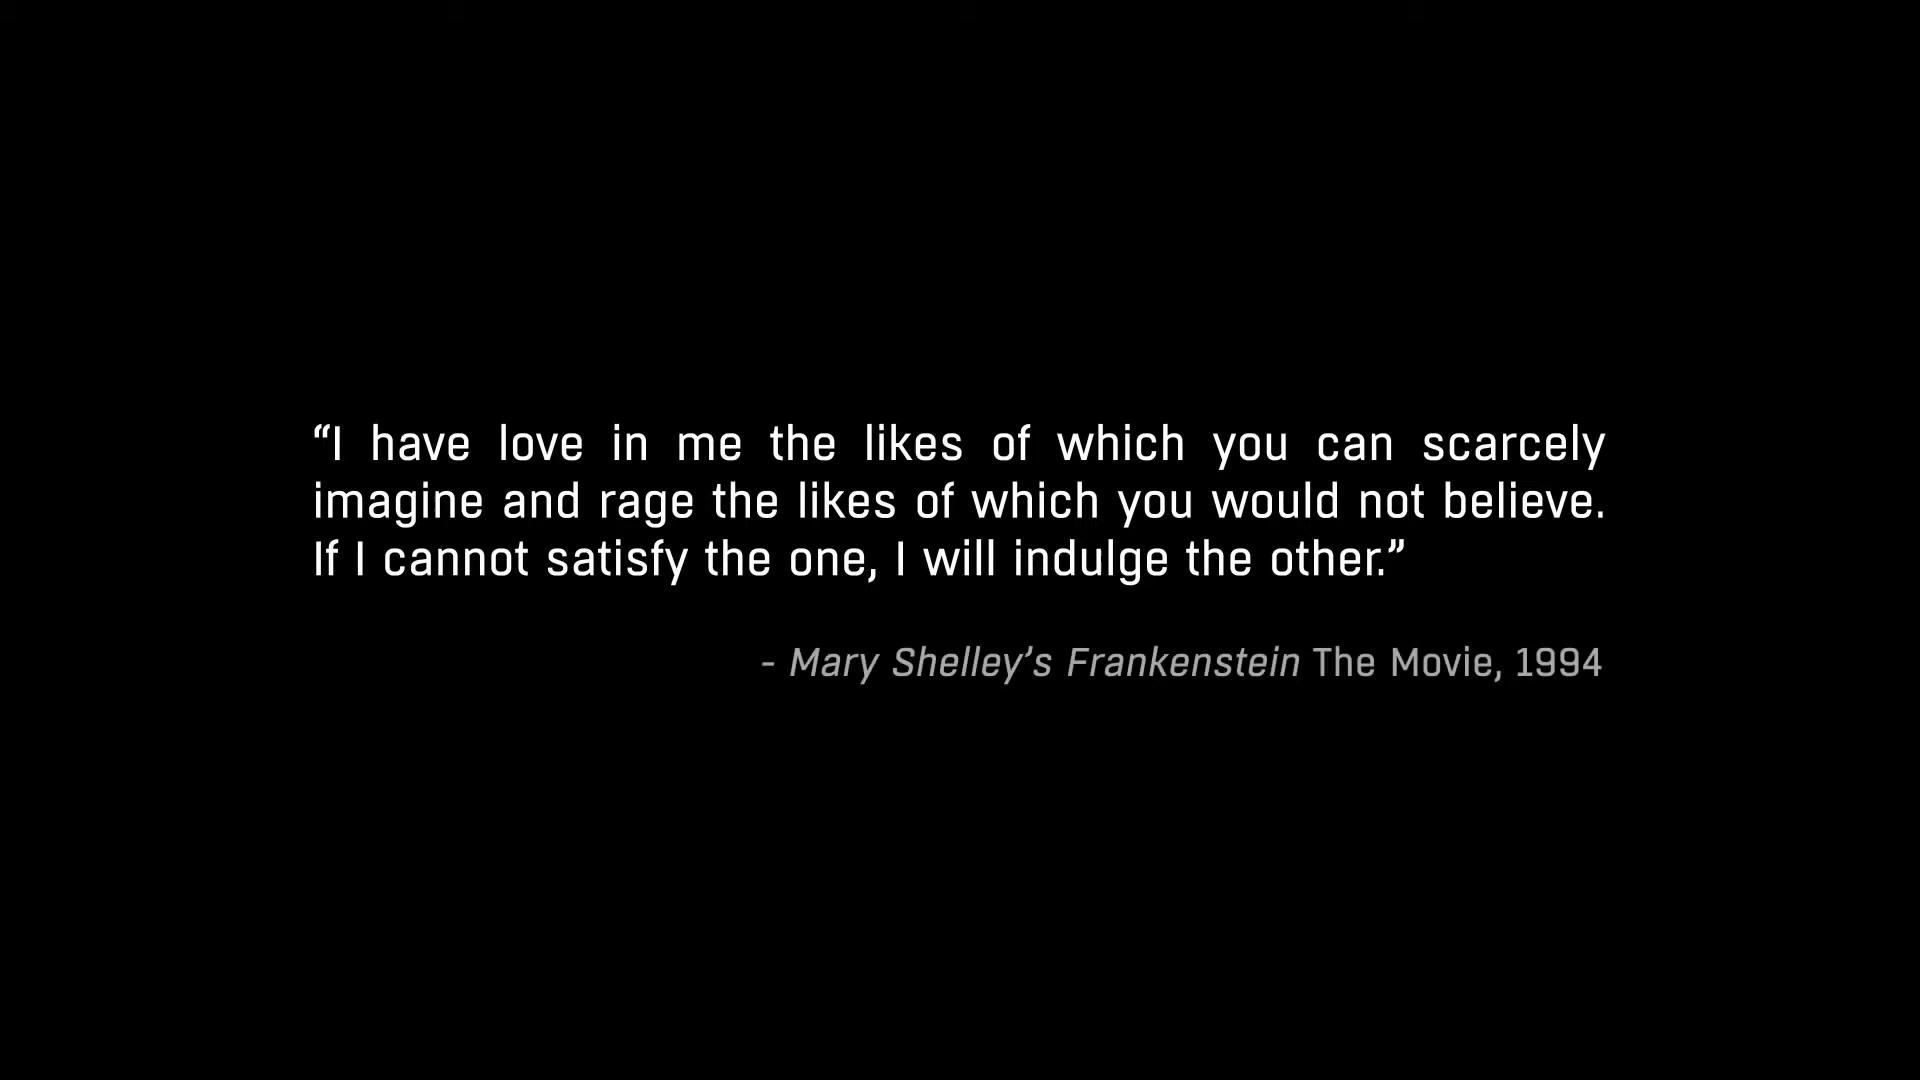 “I have love in me the likes of which you can scarcely
imagine and rage the likes of which you would not believe.
If I cannot satisfy the one, I will indulge the other.”
- Mary Shelley’s Frankenstein The Movie, 1994